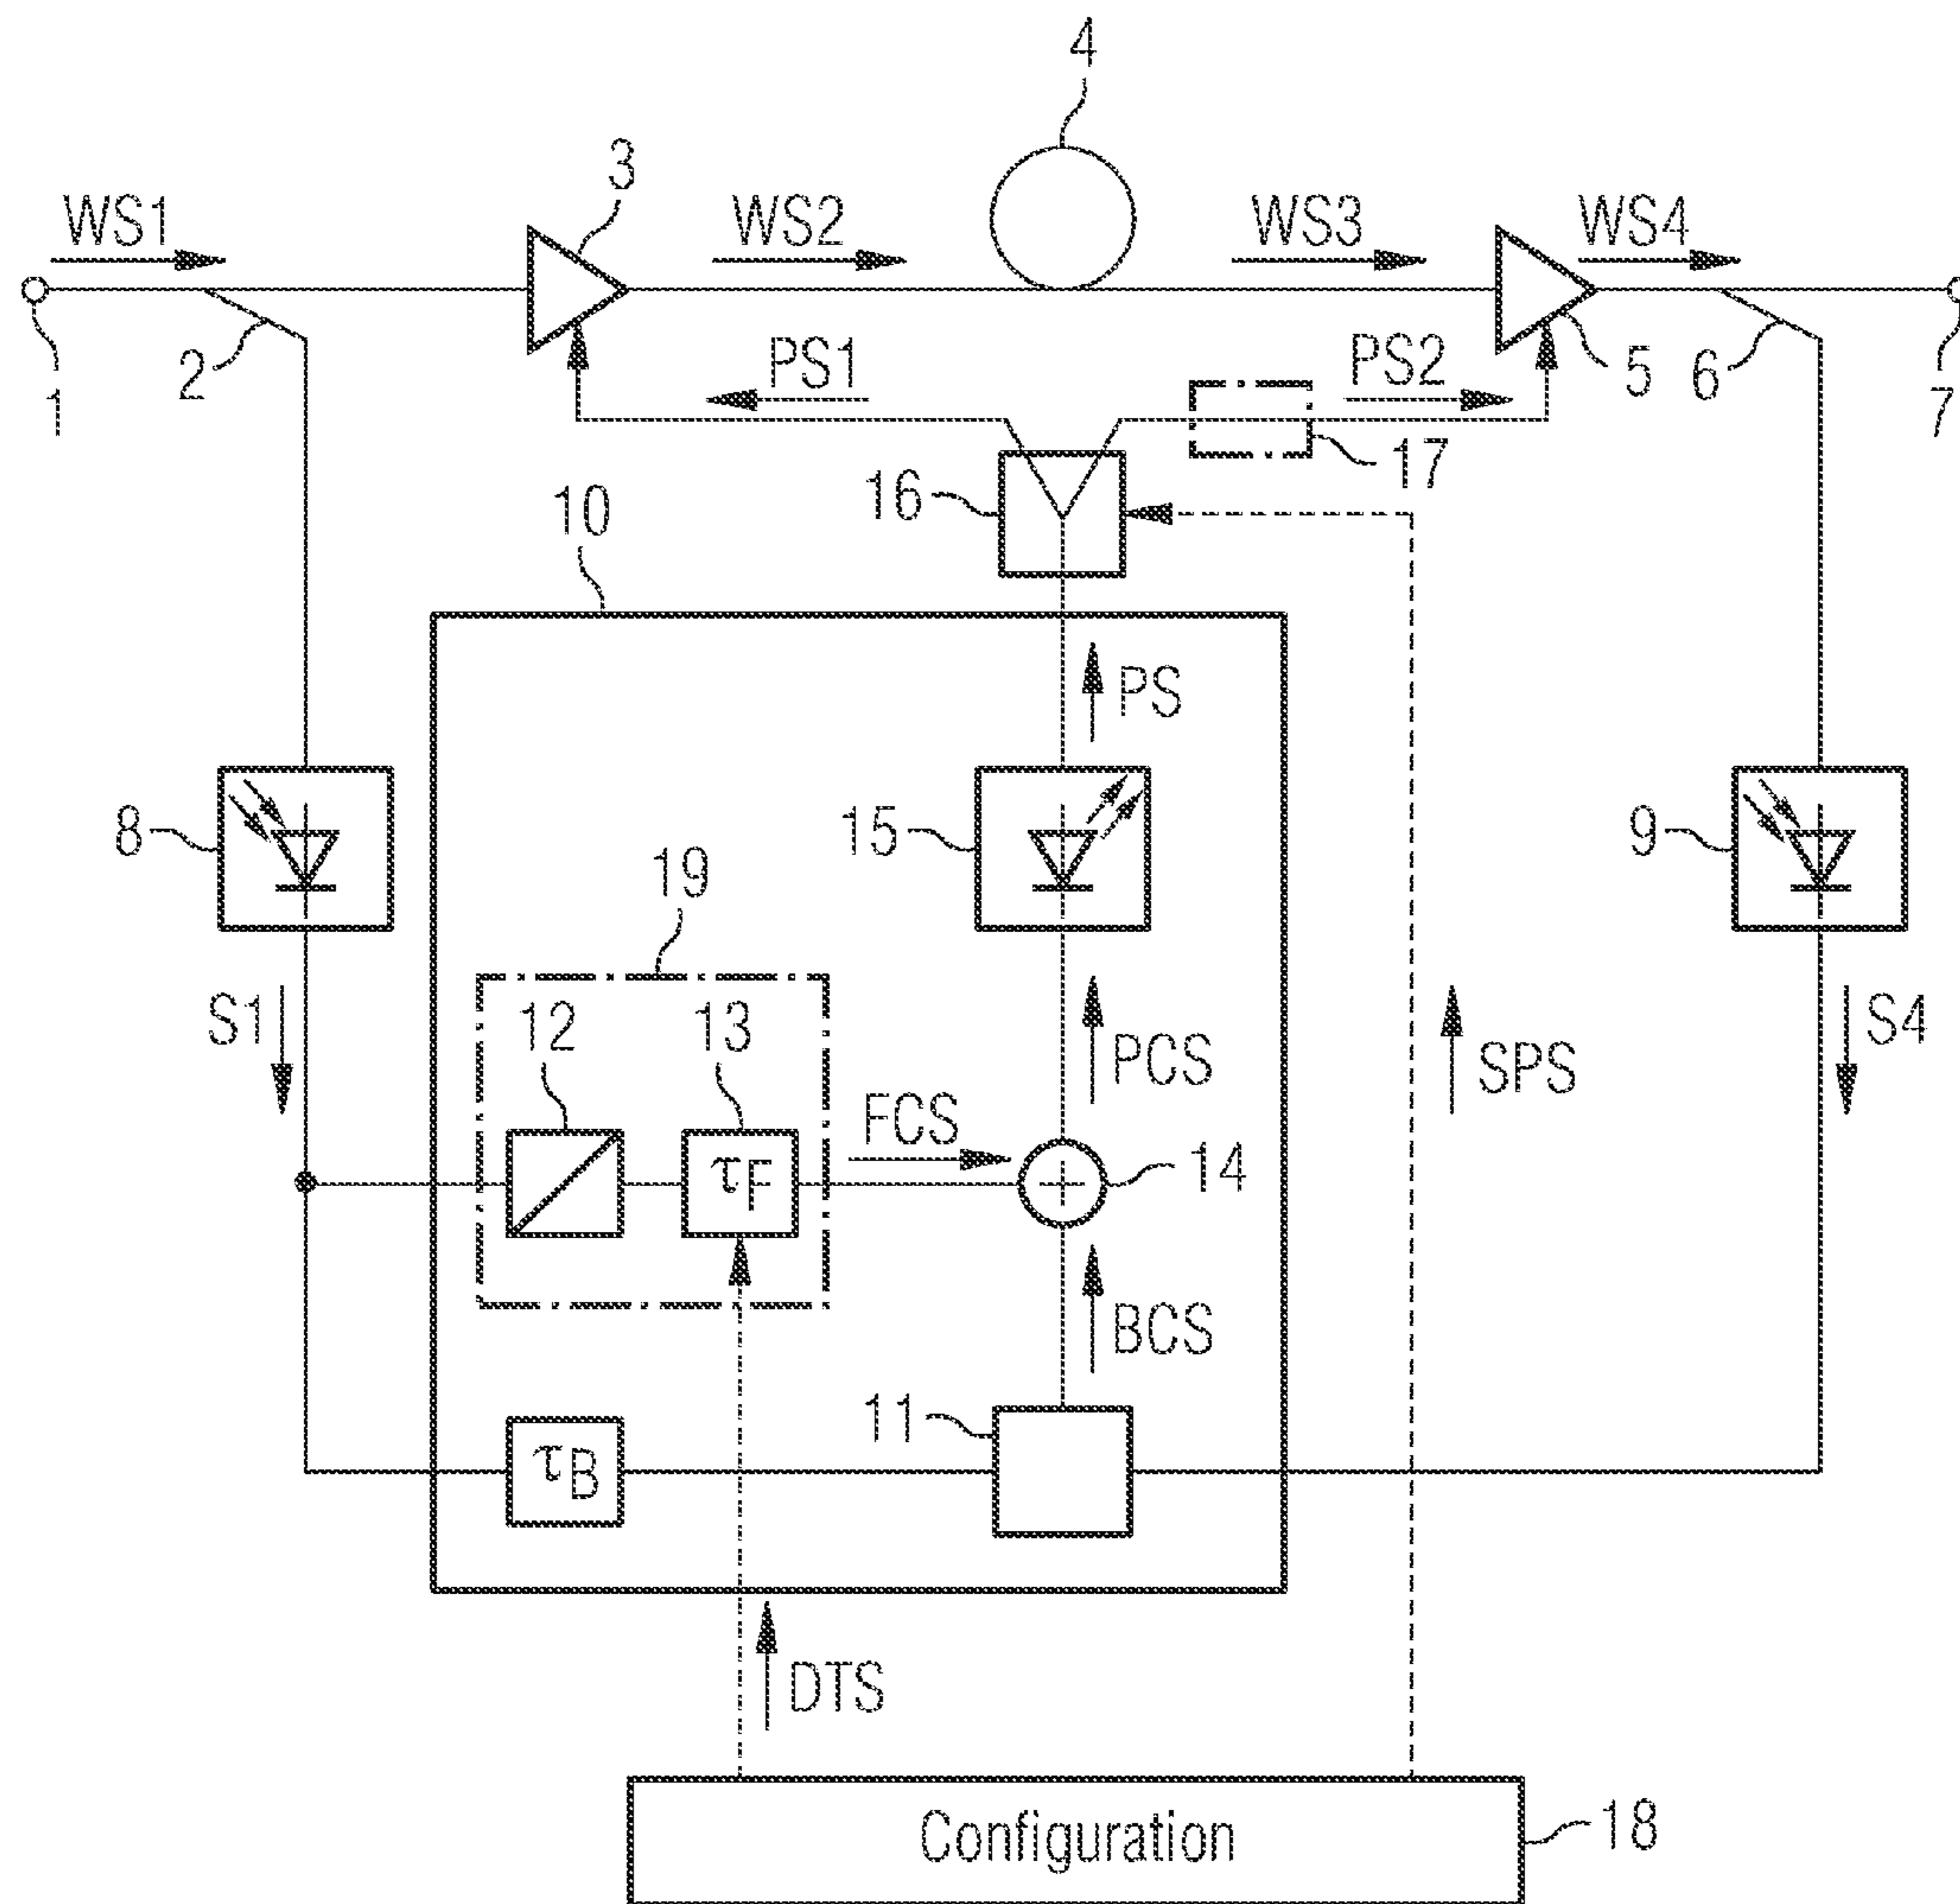 4
3
WS1
WS2
WS3
WS4
1
2
PS1
PS2
5
6
7
17
16
10
PS
8
15
9
19
S1
12
13
PCS
SPS
S4
FCS
τF
14
BCS
11
τB
DTS
Configuration
18